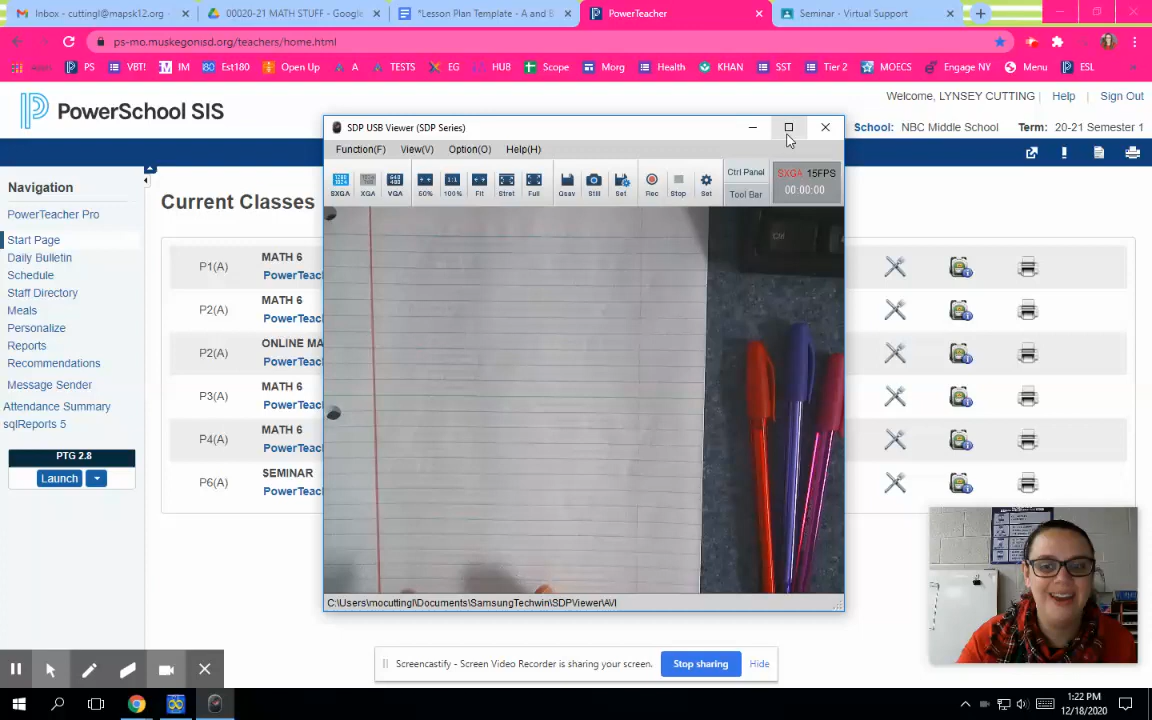 Inbox - cuttingl@mapsk12.org
00020-21 MATH STUFF - Google
*Lesson Plan Template - A and B
PowerTeacher
Seminar - Virtual Support
ps-mo.muskegonisd.org/teachers/home.html
Apps PS VBT! IM Est180 Open Up A TESTS EG HUB Scope Morg Health KHAN SST Tier 2 MOECS Engage NY Menu ESL
PowerSchool SIS
Welcome, LYNSEY CUTTING | Help | Sign Out
School: NBC Middle School Term: 20-21 Semester 1
Navigation
PowerTeacher Pro
Start Page
Daily Bulletin
Schedule
Staff Directory
Meals
Personalize
Reports
Recommendations
Message Sender
Attendance Summary
sqlReports 5
PTG 2.8
Launch
Current Classes
P1(A) MATH 6
PowerTeac
P2(A) MATH 6
PowerTeac
P2(A) ONLINE MA
PowerTeac
P3(A) MATH 6
PowerTeac
P4(A) MATH 6
PowerTeac
P6(A) SEMINAR
PowerTeac
SDP USB Viewer (SDP Series)
Function(F) View(V) Option(O) Help(H)
SXGA XGA VGA 50% 100% Fit Stret Full Qsav Still Set Rec Stop Set
Ctrl Panel
Tool Bar
SXGA 15FPS
00:00:00
Ctrl
C:\Users\mocuttingl\Documents\SamsungTechwin\SDPViewer\AVI
Screencastify - Screen Video Recorder is sharing your screen.
Stop sharing
Hide
1:22 PM
12/18/2020